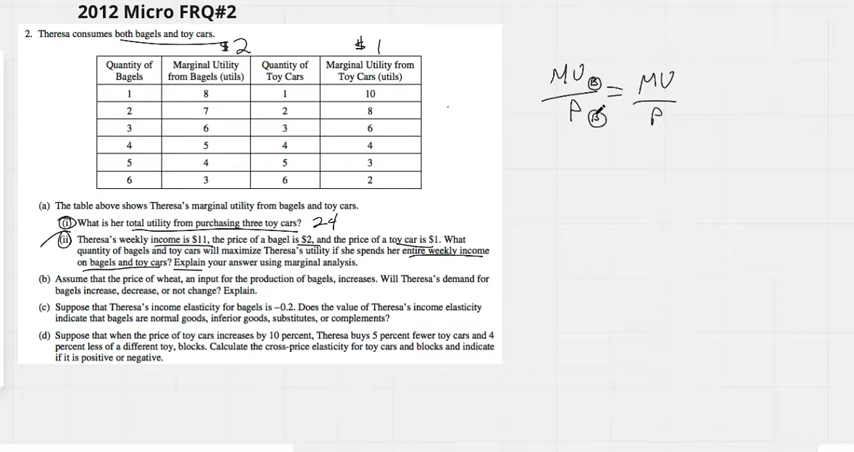 2012 Micro FRQ#2
2. Theresa consumes both bagels and toy cars.
$2 $1
Quantity of Bagels Marginal Utility from Bagels (utils) Quantity of Toy Cars Marginal Utility from Toy Cars (utils)
1 8 1 10
2 7 2 8
3 6 3 6
4 5 4 4
5 4 5 3
6 3 6 2
MU B = MU
P B P
(a) The table above shows Theresa's marginal utility from bagels and toy cars.
(i) What is her total utility from purchasing three toy cars? 24
(ii) Theresa's weekly income is $11, the price of a bagel is $2, and the price of a toy car is $1. What
quantity of bagels and toy cars will maximize Theresa's utility if she spends her entire weekly income
on bagels and toy cars? Explain your answer using marginal analysis.
(b) Assume that the price of wheat, an input for the production of bagels, increases. Will Theresa's demand for
bagels increase, decrease, or not change? Explain.
(c) Suppose that Theresa's income elasticity for bagels is −0.2. Does the value of Theresa's income elasticity
indicate that bagels are normal goods, inferior goods, substitutes, or complements?
(d) Suppose that when the price of toy cars increases by 10 percent, Theresa buys 5 percent fewer toy cars and 4
percent less of a different toy, blocks. Calculate the cross-price elasticity for toy cars and blocks and indicate
if it is positive or negative.